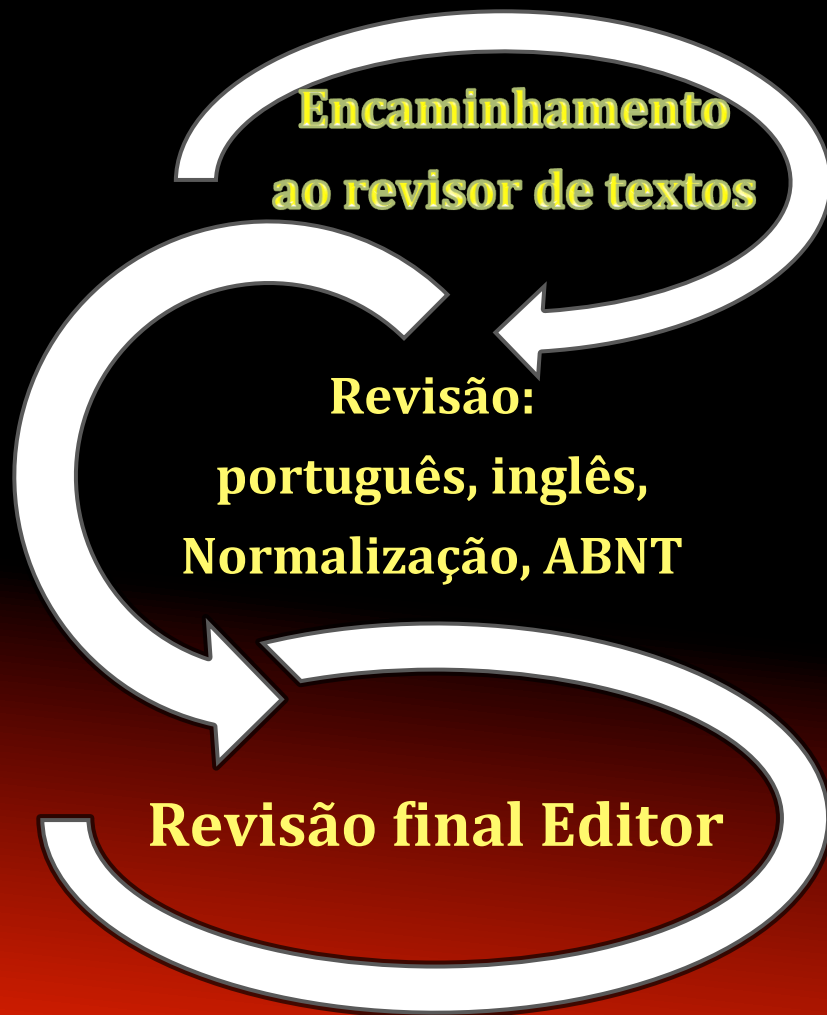 Encaminhamento
ao revisor de textos
Revisão:
português, inglês,
Normalização, ABNT
Revisão final Editor